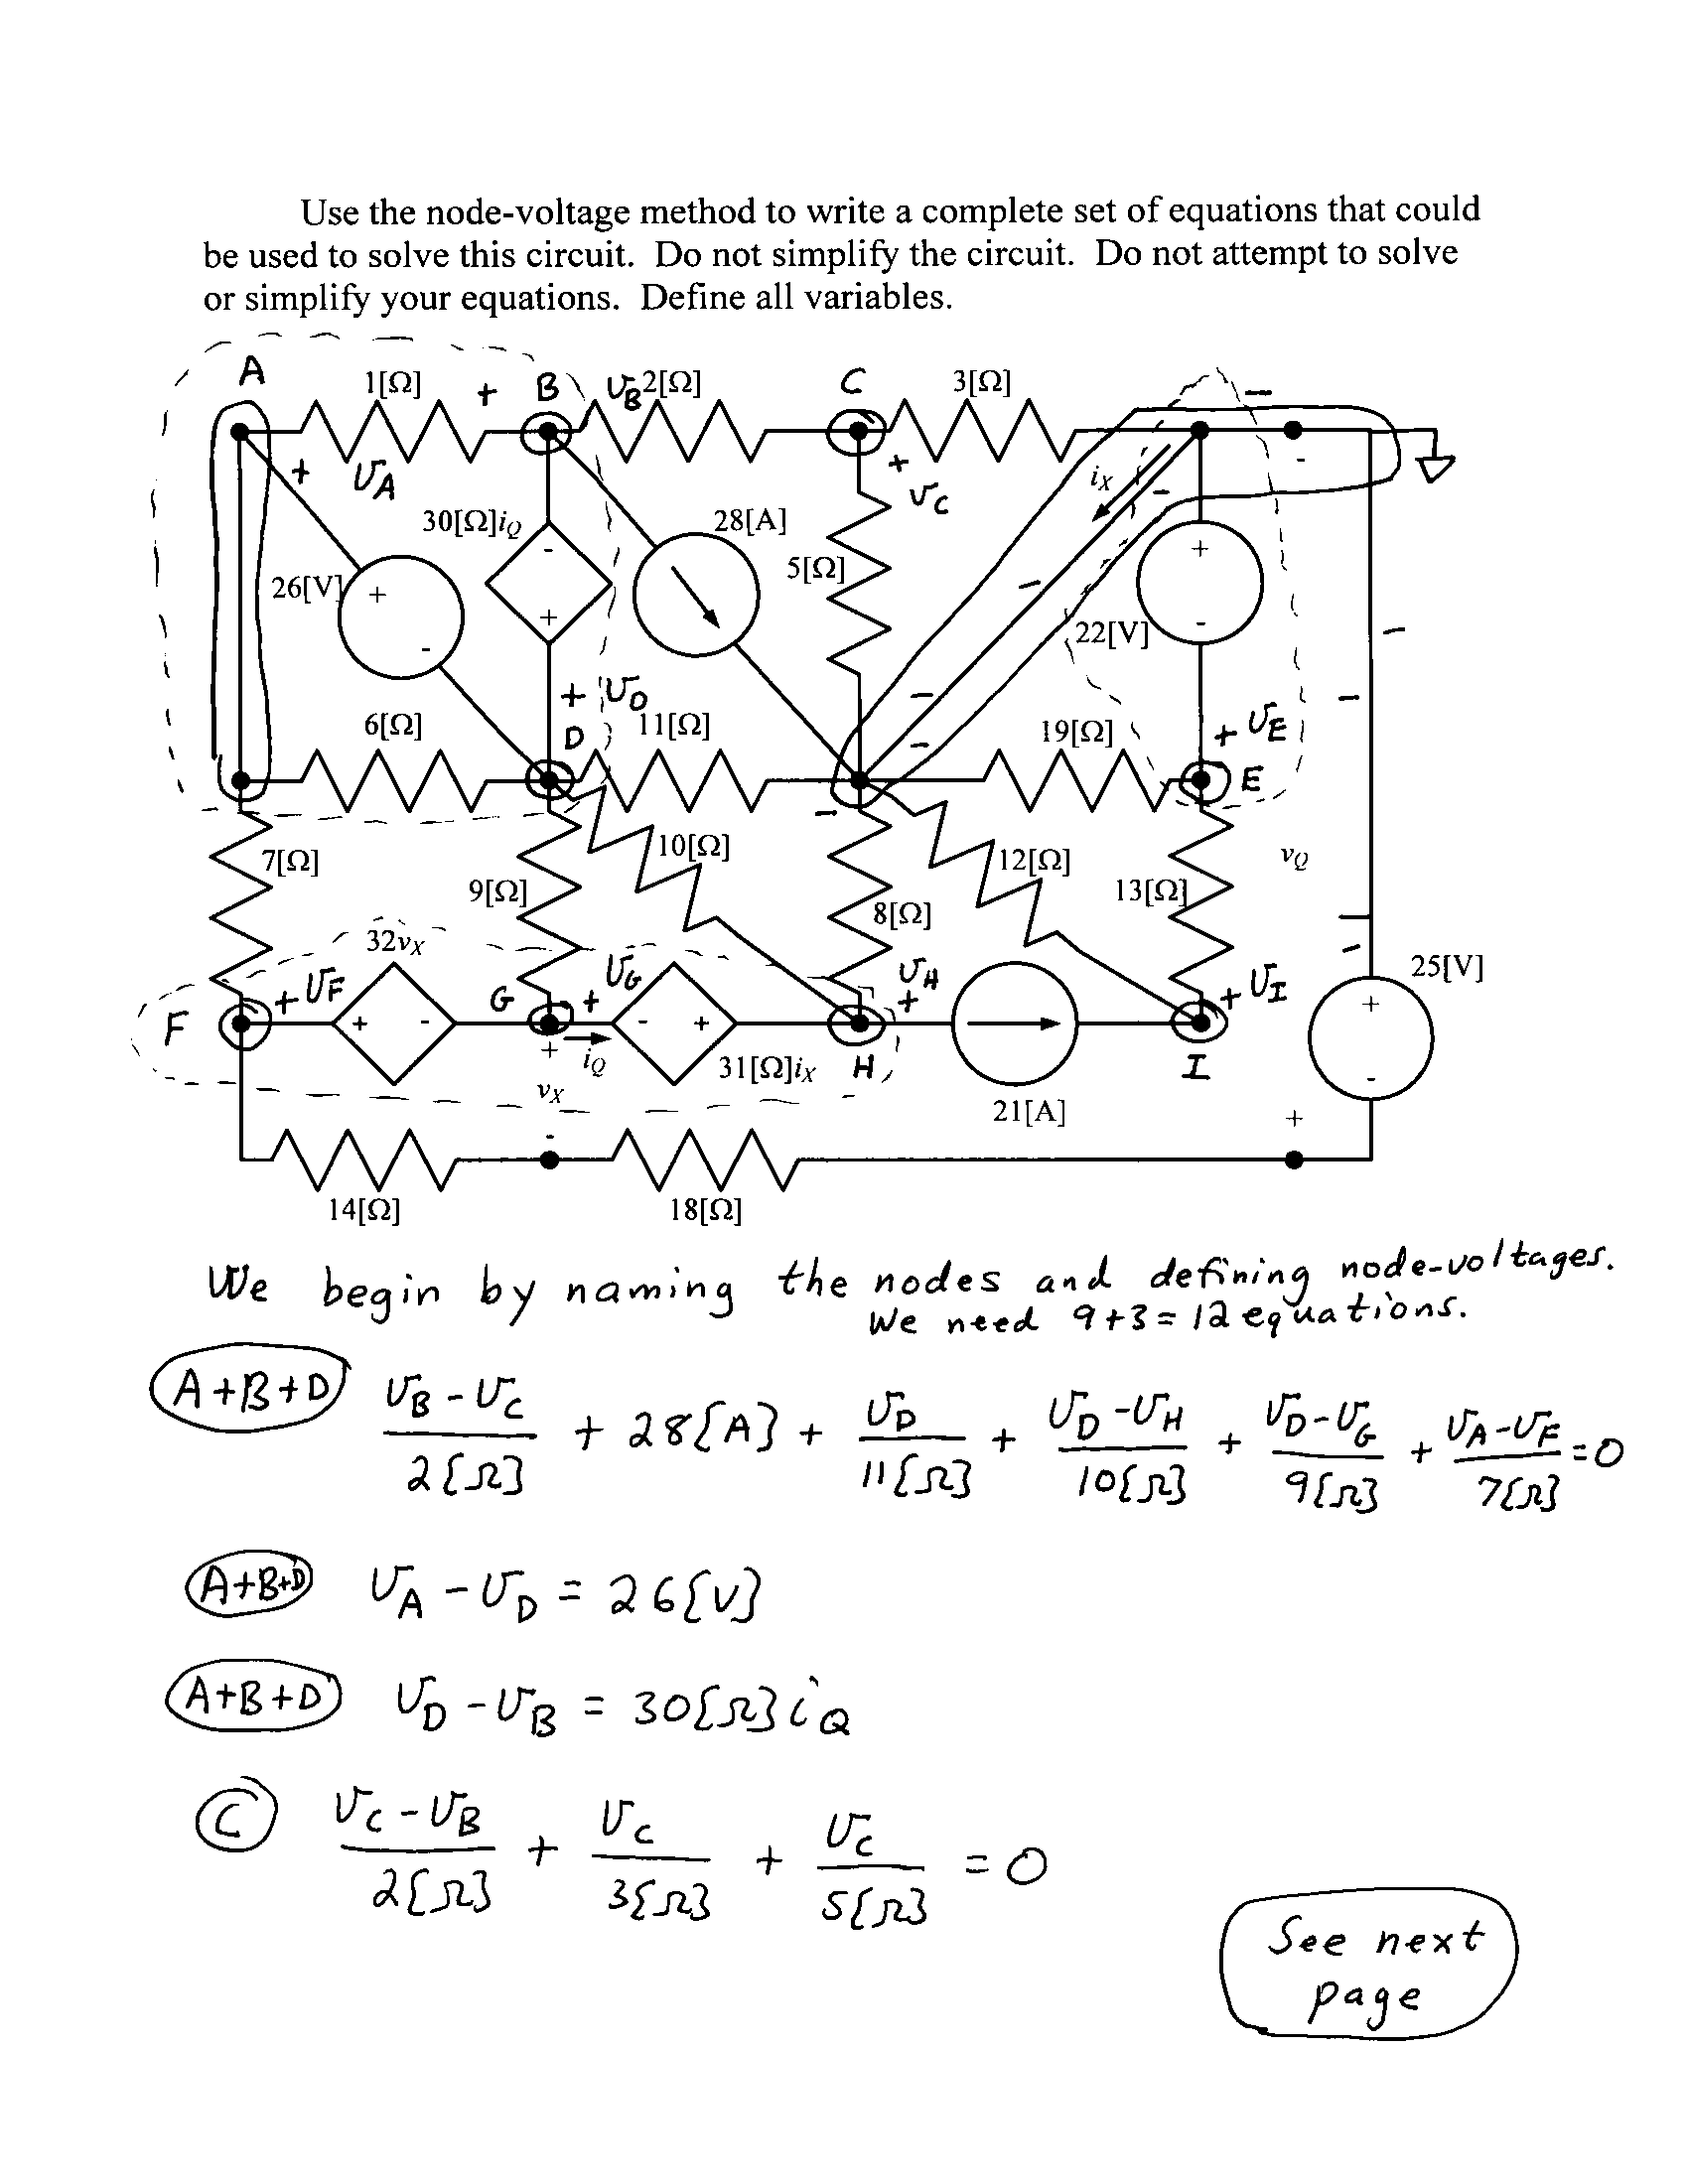 Use the node-voltage method to write a complete set of equations that could
be used to solve this circuit.  Do not simplify the circuit.  Do not attempt to solve
or simplify your equations.  Define all variables.
A 1[Ω] + B v_B 2[Ω] C 3[Ω] -
+ v_A + v_C i_X - -
30[Ω]i_Q 28[A]
- 5[Ω] +
26[V] + + - 22[V] - -
-
+ v_D - -
6[Ω] D 11[Ω] - 19[Ω] + v_E
E
-
7[Ω] 10[Ω] 12[Ω] v_Q
9[Ω] 8[Ω] 13[Ω]
32v_X -
+ v_F G + v_G v_H + + v_I 25[V]
F + - - + +
+ i_Q 31[Ω]i_X H I
v_X 21[A] + -
-
14[Ω] 18[Ω]
We begin by naming the nodes and defining node-voltages.
We need 9+3=12 equations.
A+B+D (v_B - v_C)/2[Ω] + 28[A] + v_D/11[Ω] + (v_D - v_H)/10[Ω] + (v_D - v_G)/9[Ω] + (v_A - v_F)/7[Ω] = 0
A+B+D v_A - v_D = 26[V]
A+B+D v_D - v_B = 30[Ω] i_Q
C (v_C - v_B)/2[Ω] + v_C/3[Ω] + v_C/5[Ω] = 0
See next
page